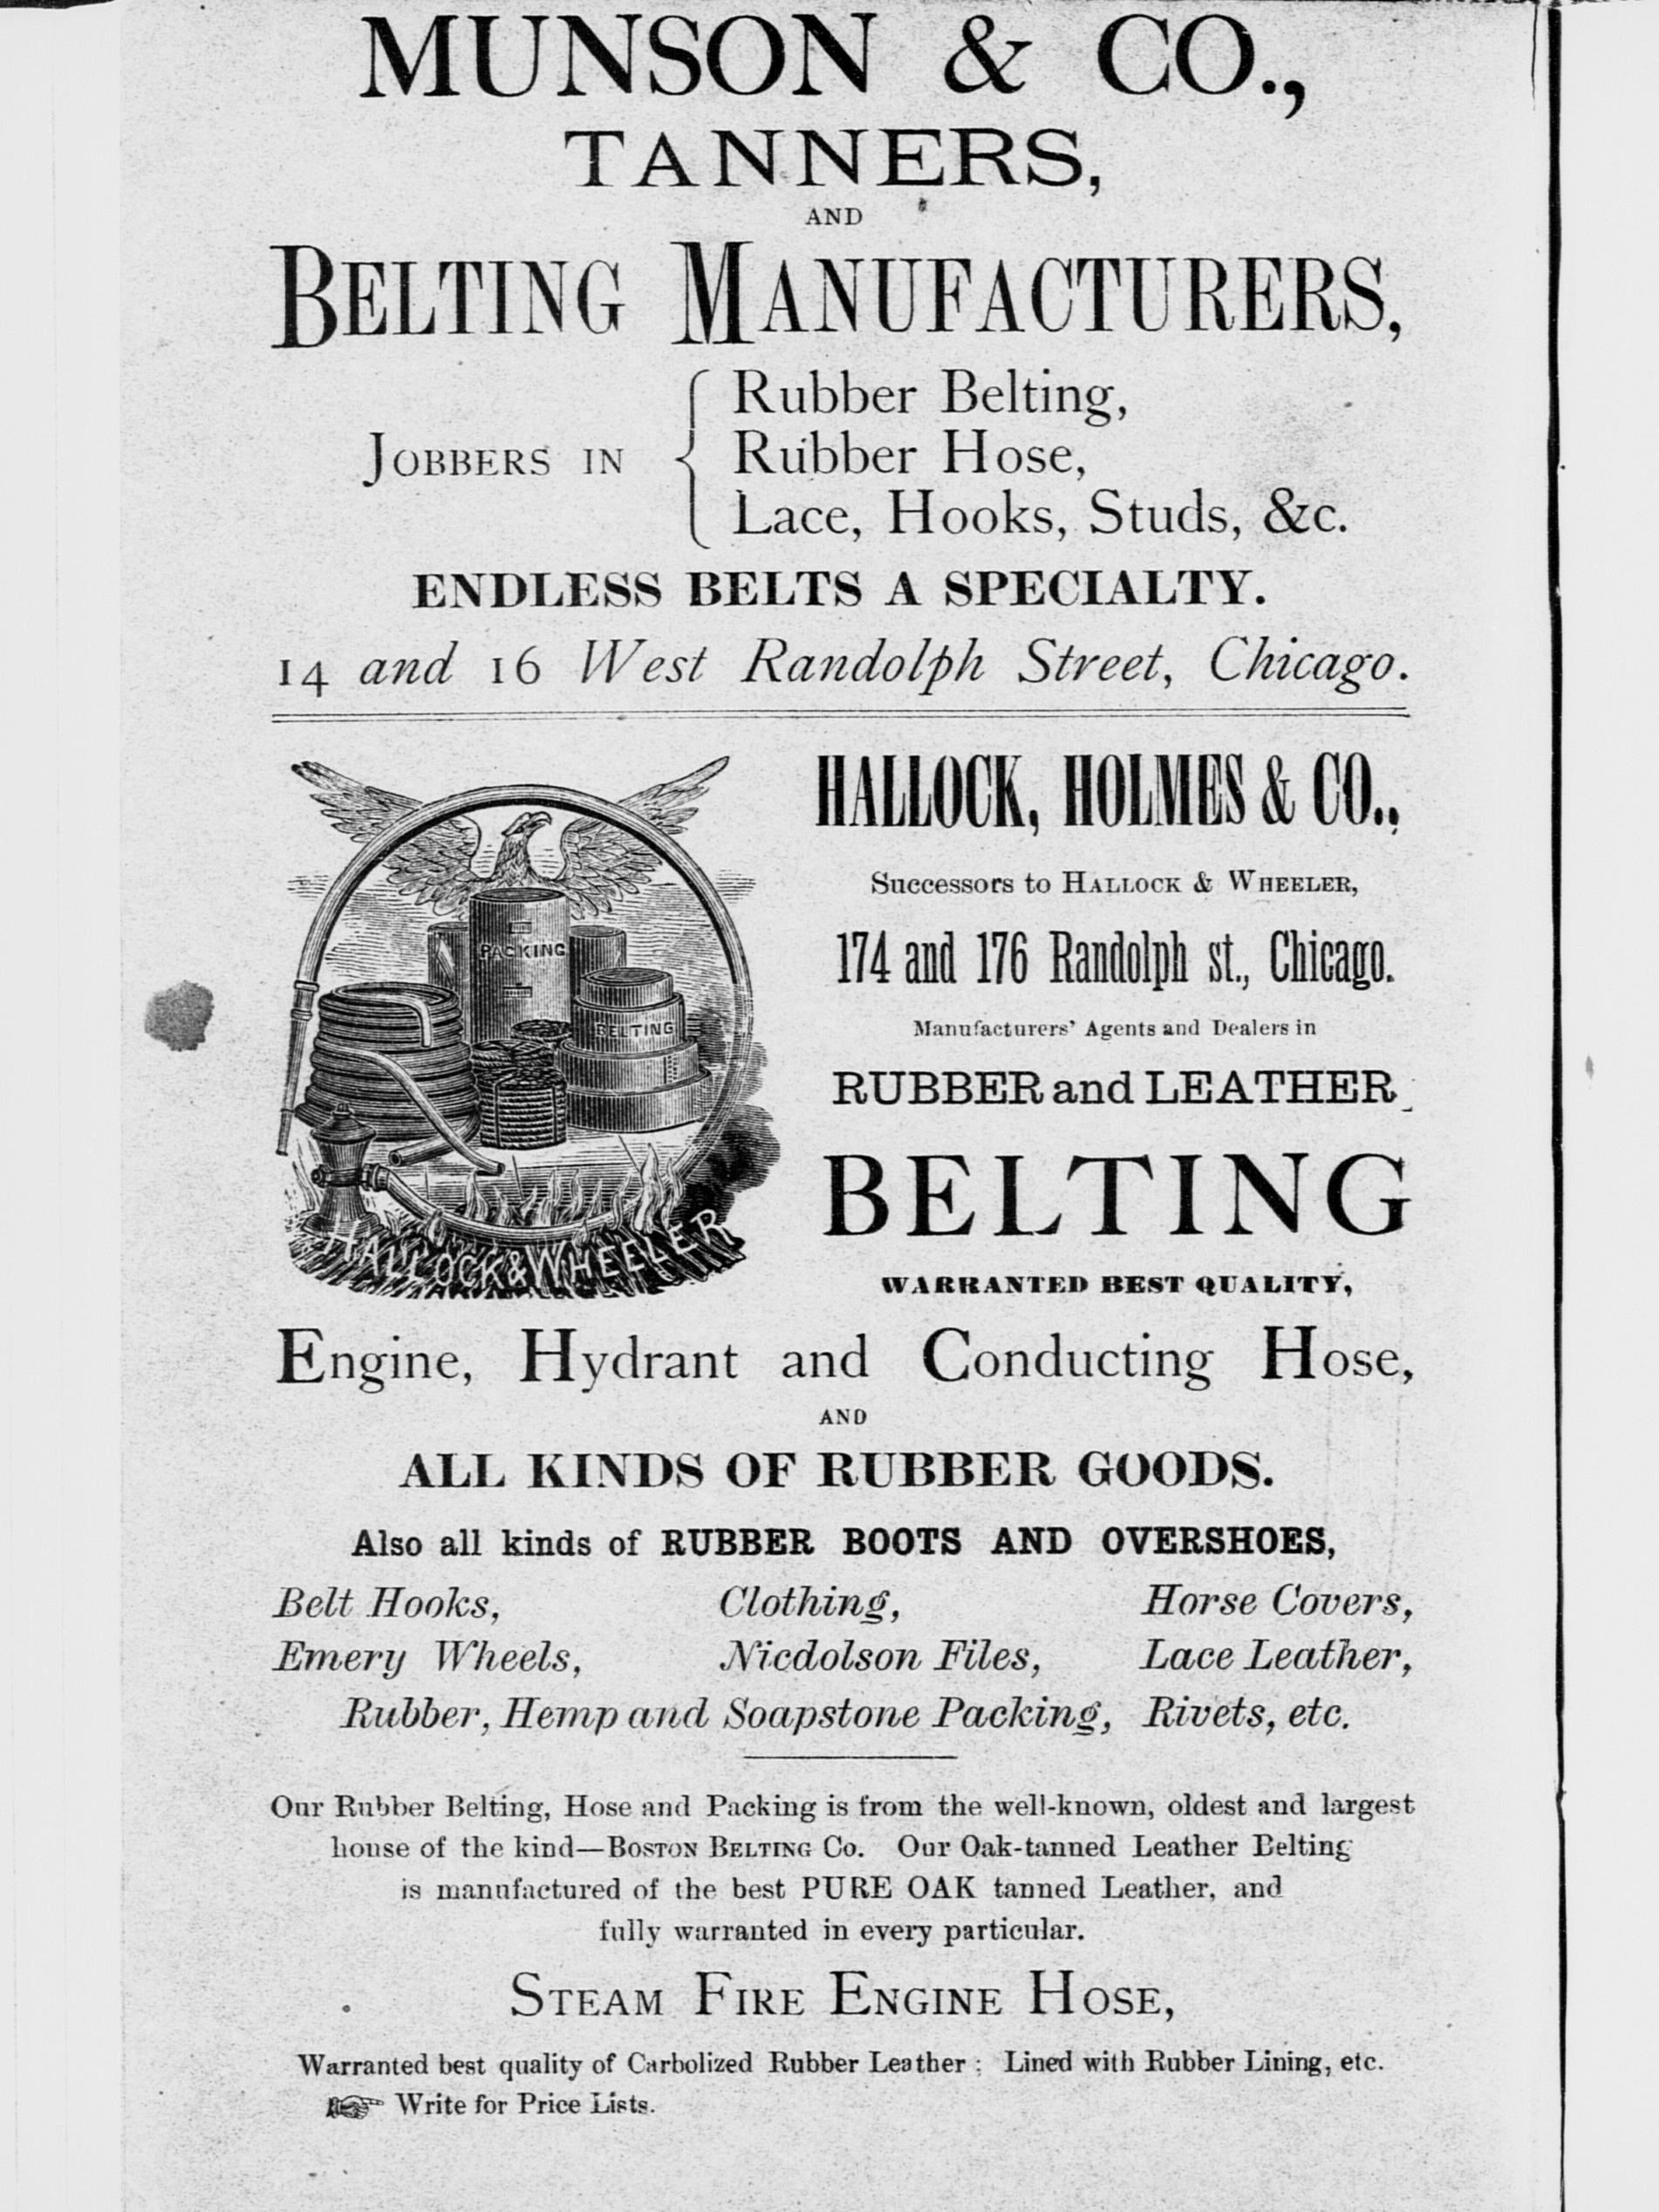 MUNSON & CO.,
TANNERS,
AND
BELTING MANUFACTURERS,
JOBBERS IN
Rubber Belting,
Rubber Hose,
Lace, Hooks, Studs, &c.
ENDLESS BELTS A SPECIALTY.
14 and 16 West Randolph Street, Chicago.
PACKING
BELTING
HALLOCK & WHEELER
HALLOCK, HOLMES & CO.,
Successors to HALLOCK & WHEELER,
174 and 176 Randolph st., Chicago.
Manufacturers' Agents and Dealers in
RUBBER and LEATHER
BELTING
WARRANTED BEST QUALITY,
Engine, Hydrant and Conducting Hose,
AND
ALL KINDS OF RUBBER GOODS.
Also all kinds of RUBBER BOOTS AND OVERSHOES,
Belt Hooks, Clothing, Horse Covers,
Emery Wheels, Nicdolson Files, Lace Leather,
Rubber, Hemp and Soapstone Packing, Rivets, etc.
Our Rubber Belting, Hose and Packing is from the well-known, oldest and largest
house of the kind—BOSTON BELTING CO. Our Oak-tanned Leather Belting
is manufactured of the best PURE OAK tanned Leather, and
fully warranted in every particular.
STEAM FIRE ENGINE HOSE,
Warranted best quality of Carbolized Rubber Leather; Lined with Rubber Lining, etc.
☞ Write for Price Lists.